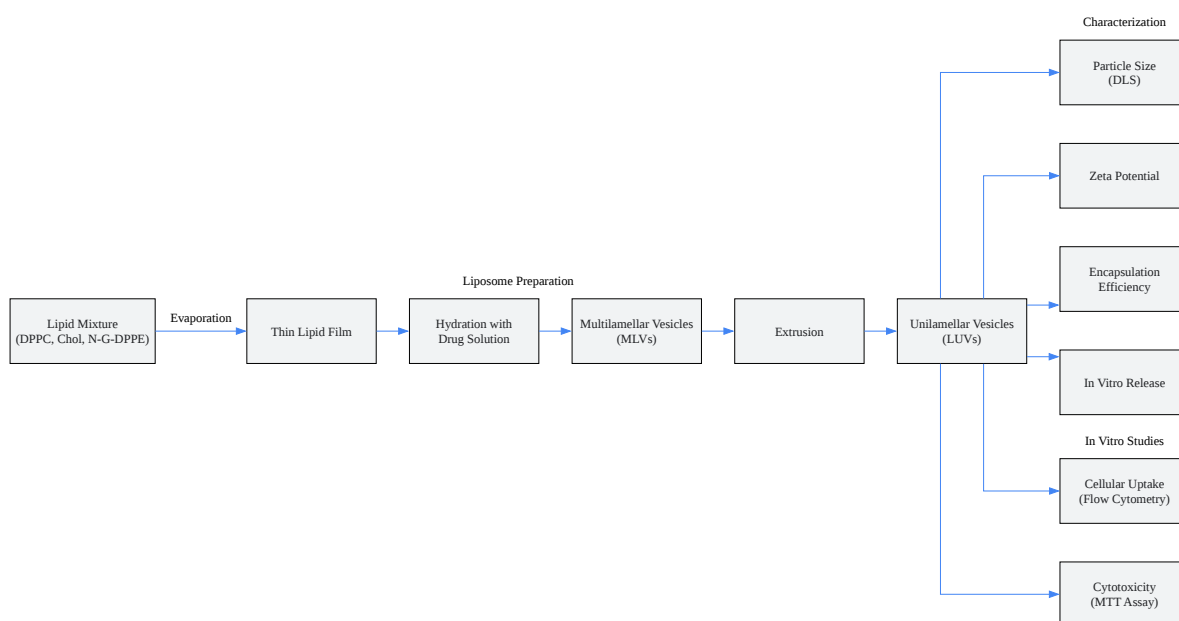 Characterization
Particle Size
(DLS)
Zeta Potential
Encapsulation
Efficiency
Liposome Preparation
Lipid Mixture
(DPPC, Chol, N-G-DPPE)
Evaporation
Thin Lipid Film
Hydration with
Drug Solution
Multilamellar Vesicles
(MLVs)
Extrusion
Unilamellar Vesicles
(LUVs)
In Vitro Release
In Vitro Studies
Cellular Uptake
(Flow Cytometry)
Cytotoxicity
(MTT Assay)